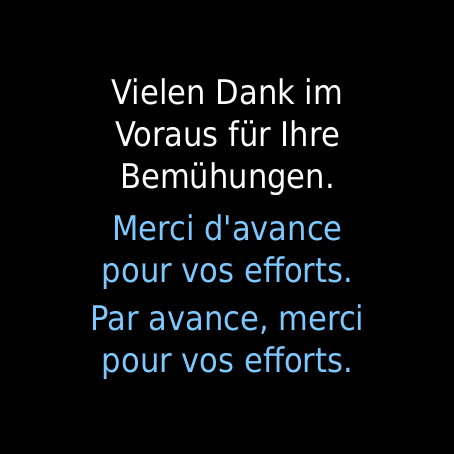 Vielen Dank im
Voraus für Ihre
Bemühungen.
Merci d'avance
pour vos efforts.
Par avance, merci
pour vos efforts.